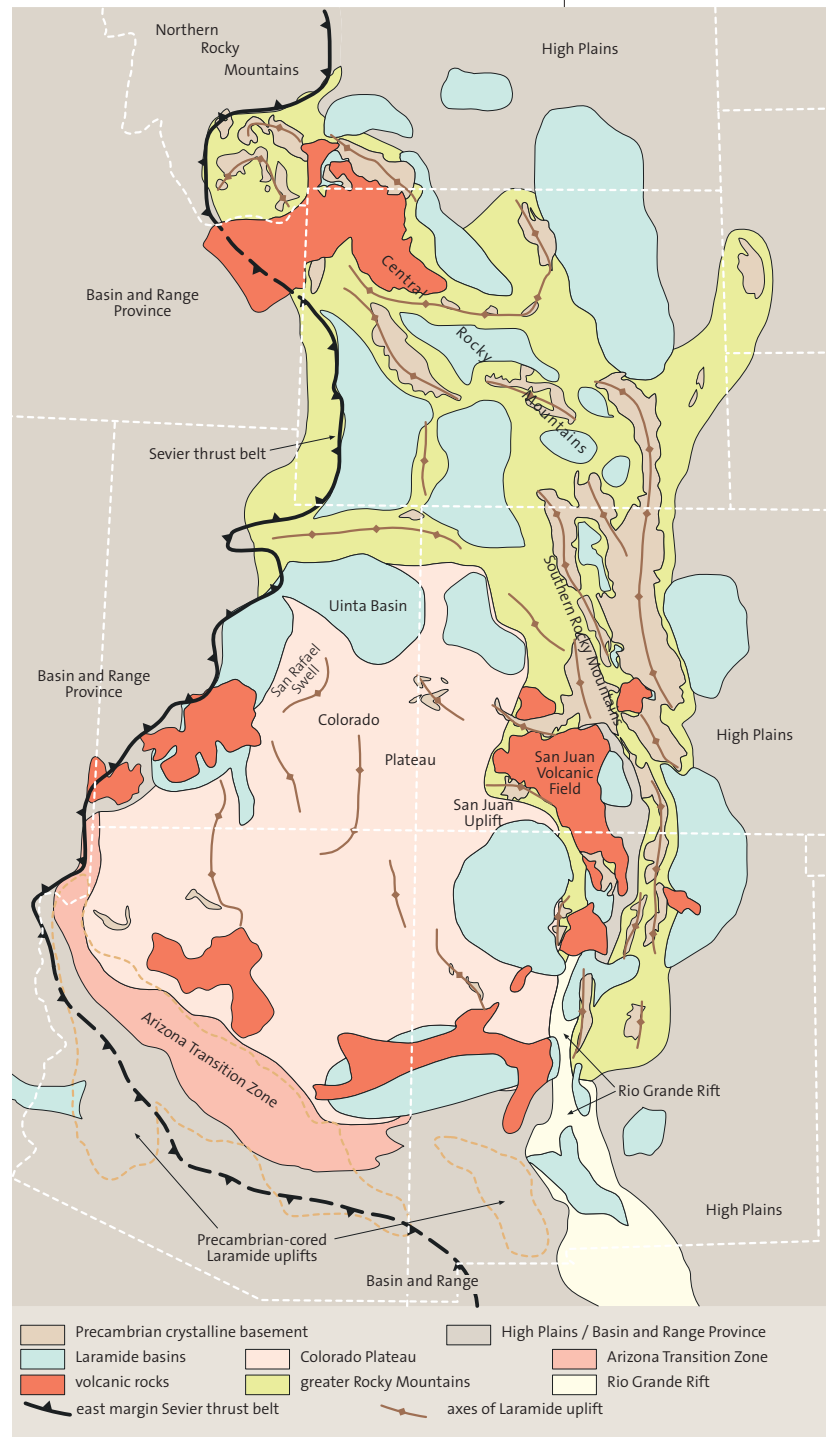 Northern
Rocky
Mountains
High Plains
Central
Basin and Range
Province
Rocky
Mountains
Sevier thrust belt
Southern Rocky Mountains
Uinta Basin
San Rafael
Swell
Basin and Range
Province
Colorado
Plateau
High Plains
San Juan
Volcanic
Field
San Juan
Uplift
Arizona Transition Zone
Rio Grande Rift
High Plains
Precambrian-cored
Laramide uplifts
Basin and Range
Precambrian crystalline basement
High Plains / Basin and Range Province
Laramide basins
Colorado Plateau
Arizona Transition Zone
volcanic rocks
greater Rocky Mountains
Rio Grande Rift
east margin Sevier thrust belt
axes of Laramide uplift